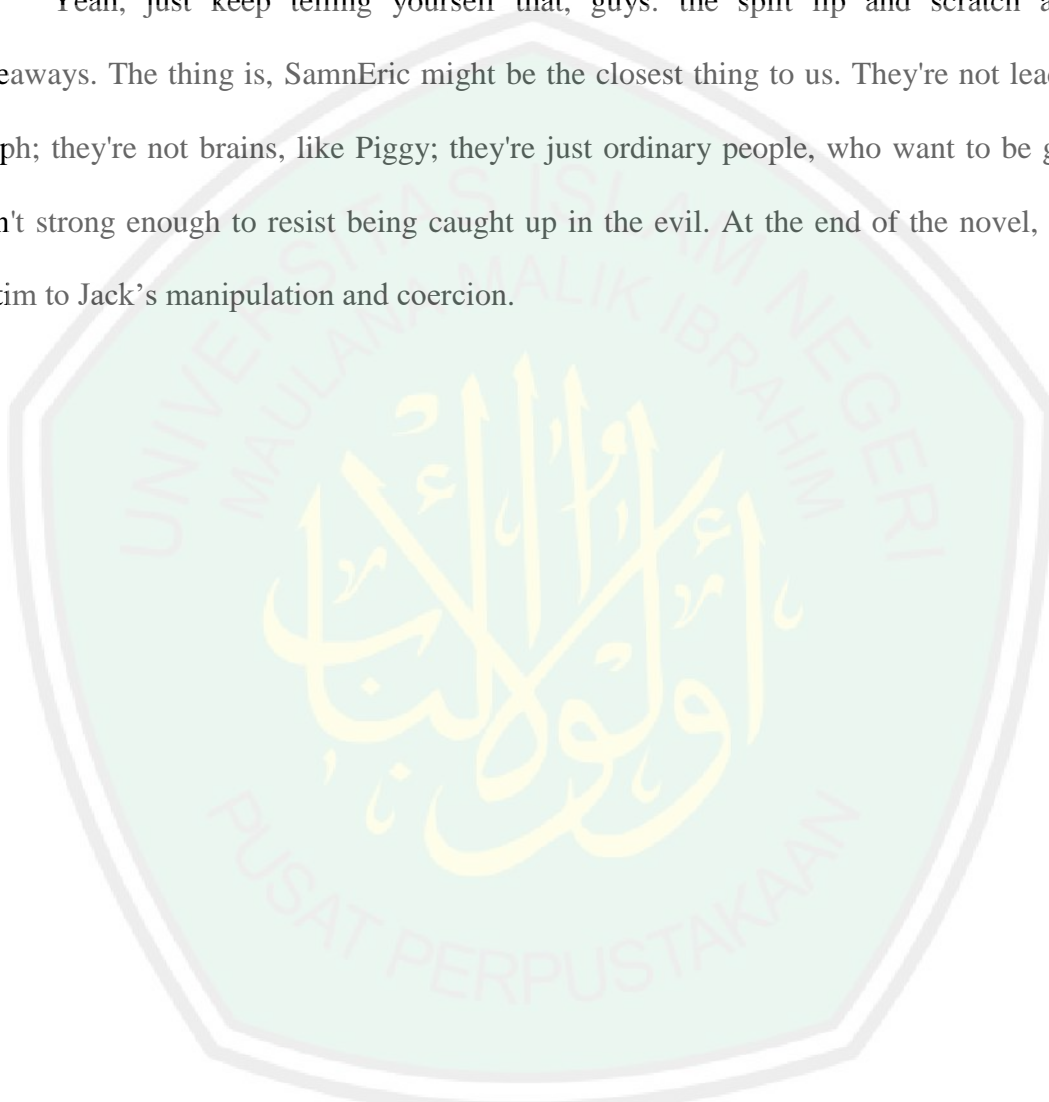 Yeah, just keep telling yourself that, guys: the split lip and scratch a
eaways. The thing is, SamnEric might be the closest thing to us. They're not lead
ph; they're not brains, like Piggy; they're just ordinary people, who want to be g
n't strong enough to resist being caught up in the evil. At the end of the novel,
tim to Jack’s manipulation and coercion.
UNIVERSITAS ISLAM NEGERI
MAULANA MALIK IBRAHIM
أولوا الألباب
PUSAT PERPUSTAKAAN